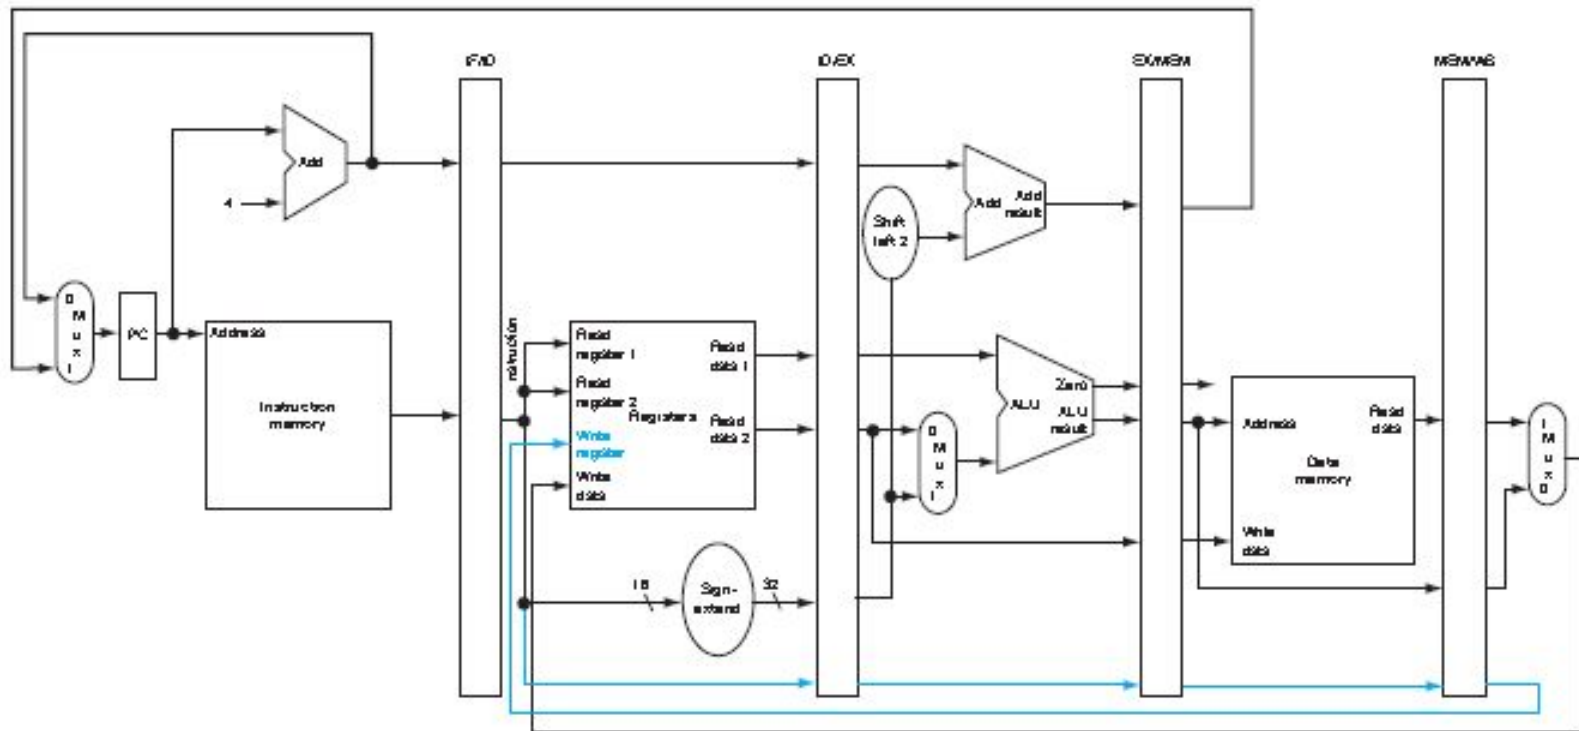 IF/ID
ID/EX
EX/MEM
MEM/WB
Add
4
Shift
left 2
Add
Add
result
0
M
u
x
1
PC
Address
Instruction
memory
Read
register 1
Read
register 2
Registers
Write
register
Write
data
Read
data 1
Read
data 2
16
Sign-
extend
32
0
M
u
x
1
Zero
ALU
ALU
result
Address
Read
data
Data
memory
Write
data
1
M
u
x
0